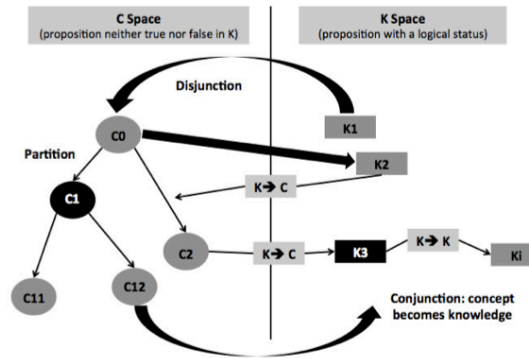 C Space
(proposition neither true nor false in K)
K Space
(proposition with a logical status)
Disjunction
K1
C0
K2
Partition
K➔ C
C1
C2
K➔ C
K3
K➔ K
Ki
C11
C12
Conjunction: concept
becomes knowledge